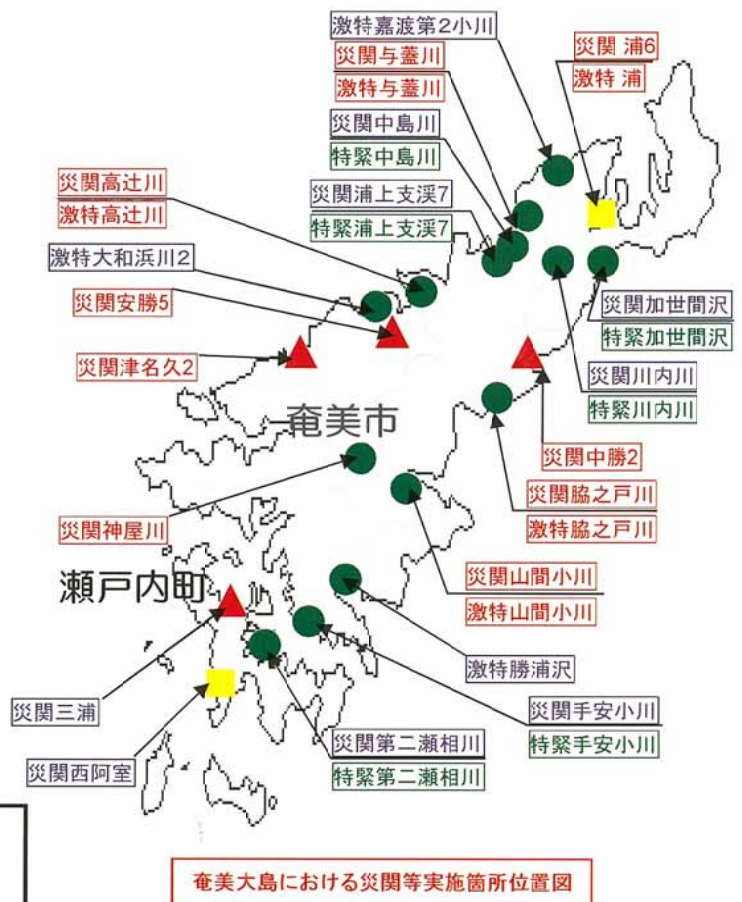 激特嘉渡第2小川
災関与蓋川
激特与蓋川
災関 浦6
激特 浦
災関中島川
特緊中島川
災関高辻川
激特高辻川
災関浦上支渓7
特緊浦上支渓7
激特大和浜川2
災関安勝5
災関津名久2
災関加世間沢
特緊加世間沢
災関川内川
特緊川内川
奄美市
災関中勝2
災関脇之戸川
激特脇之戸川
災関神屋川
災関山間小川
激特山間小川
瀬戸内町
激特勝浦沢
災関三浦
災関手安小川
特緊手安小川
災関西阿室
災関第二瀬相川
特緊第二瀬相川
奄美大島における災関等実施箇所位置図